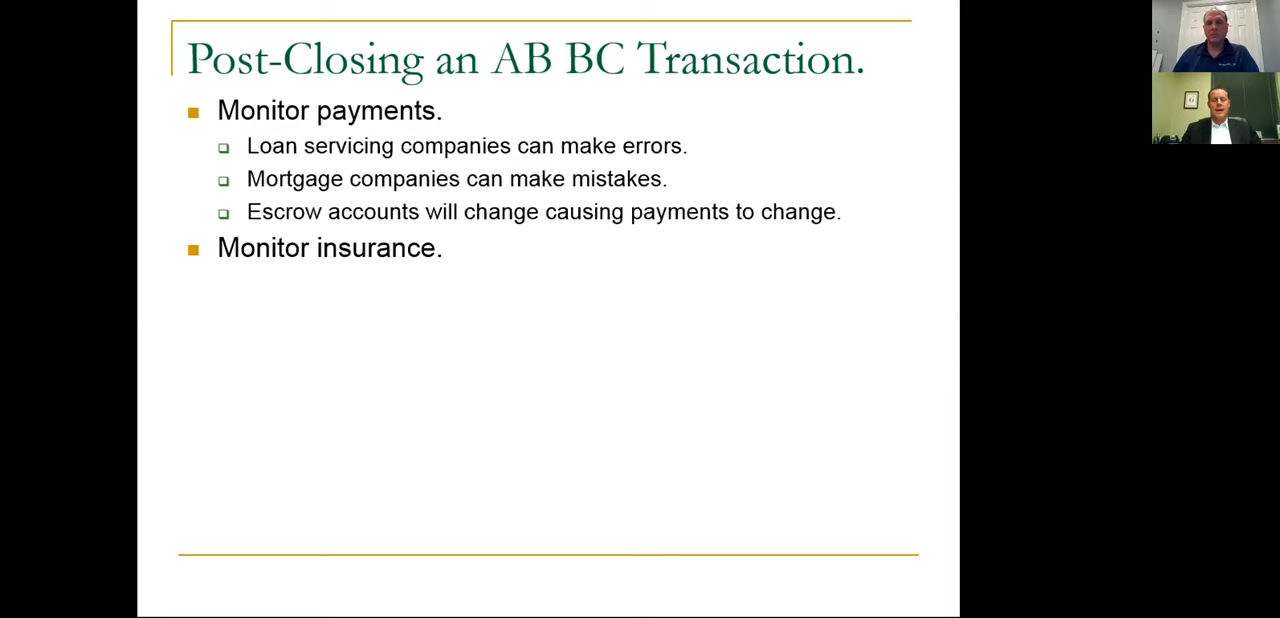 Post-Closing an AB BC Transaction.
Monitor payments.
Loan servicing companies can make errors.
Mortgage companies can make mistakes.
Escrow accounts will change causing payments to change.
Monitor insurance.